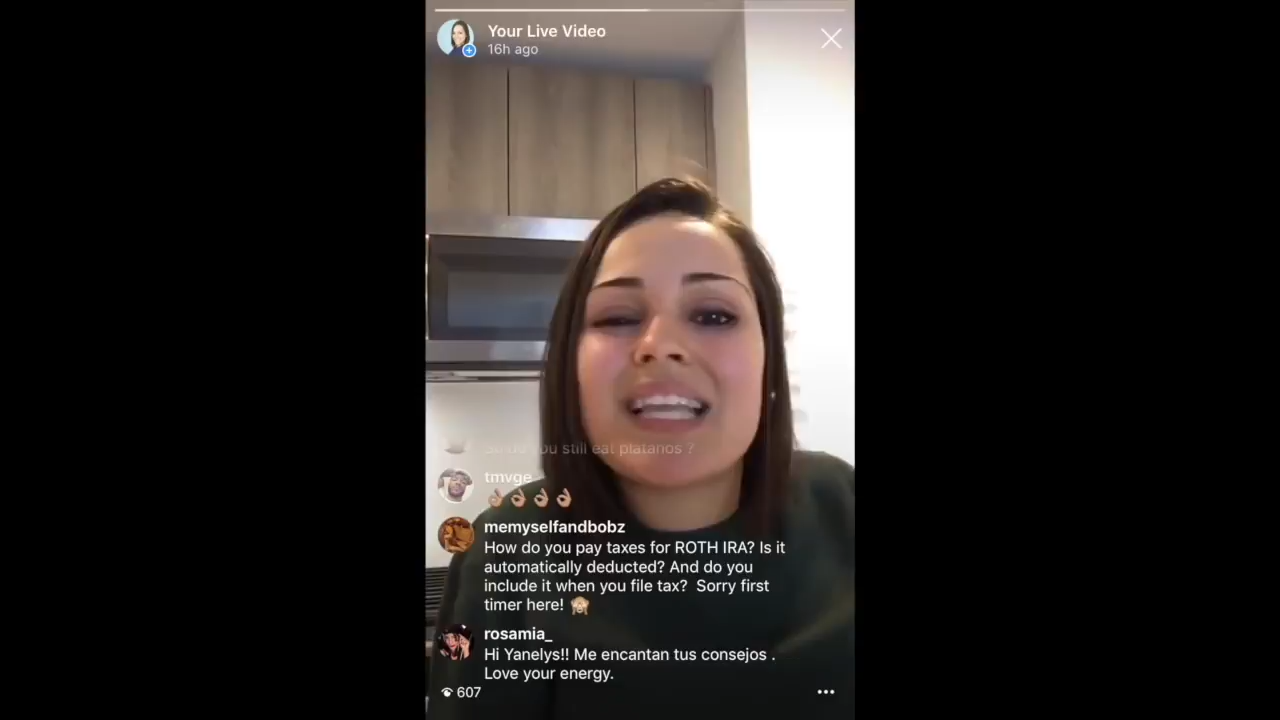 Your Live Video
16h ago
you still eat platanos ?
tmvge
👌🏽👌🏽👌🏽👌🏽
memyselfandbobz
How do you pay taxes for ROTH IRA? Is it
automatically deducted? And do you
include it when you file tax? Sorry first
timer here! 🙈
rosamia_
Hi Yanelys!! Me encantan tus consejos .
Love your energy.
607